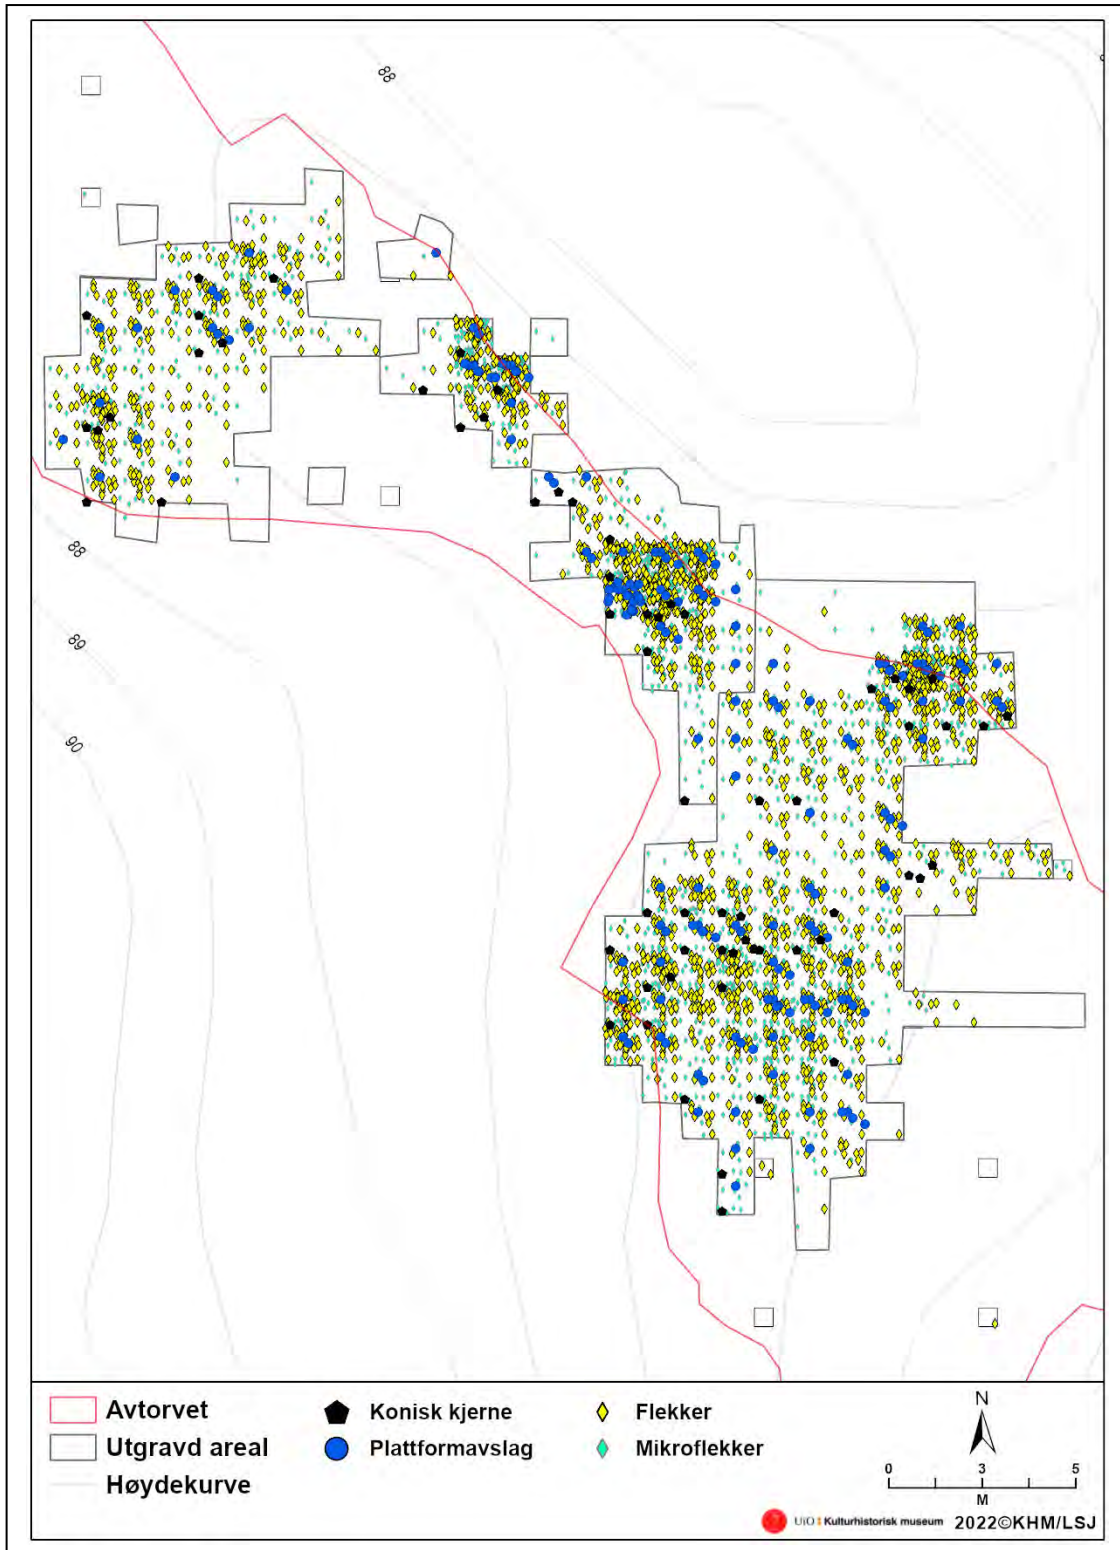 88
88
89
90
Avtorvet
Utgravd areal
Høydekurve
Konisk kjerne
Plattformavslag
Flekker
Mikroflekker
N
0 3 5
M
UiO Kulturhistorisk museum 2022©KHM/LSJ